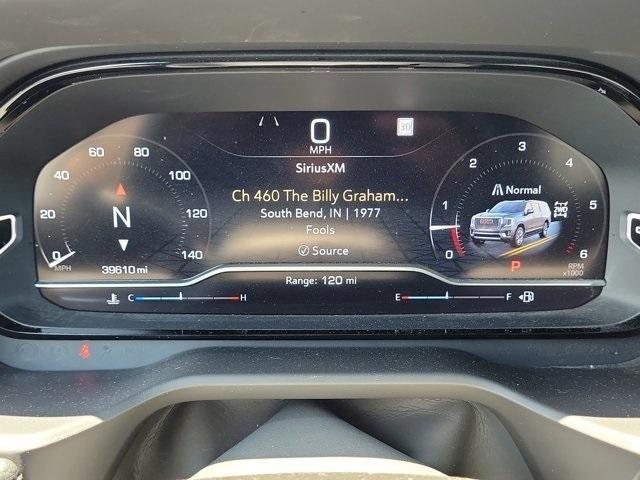 0
MPH
30
SiriusXM
Ch 460 The Billy Graham...
South Bend, IN | 1977
Fools
Source
Range: 120 mi
0 20 40 60 80 100 120 140
MPH
N
39610 mi
C H
0 1 2 3 4 5 6
Normal
P
RPM
x1000
E F